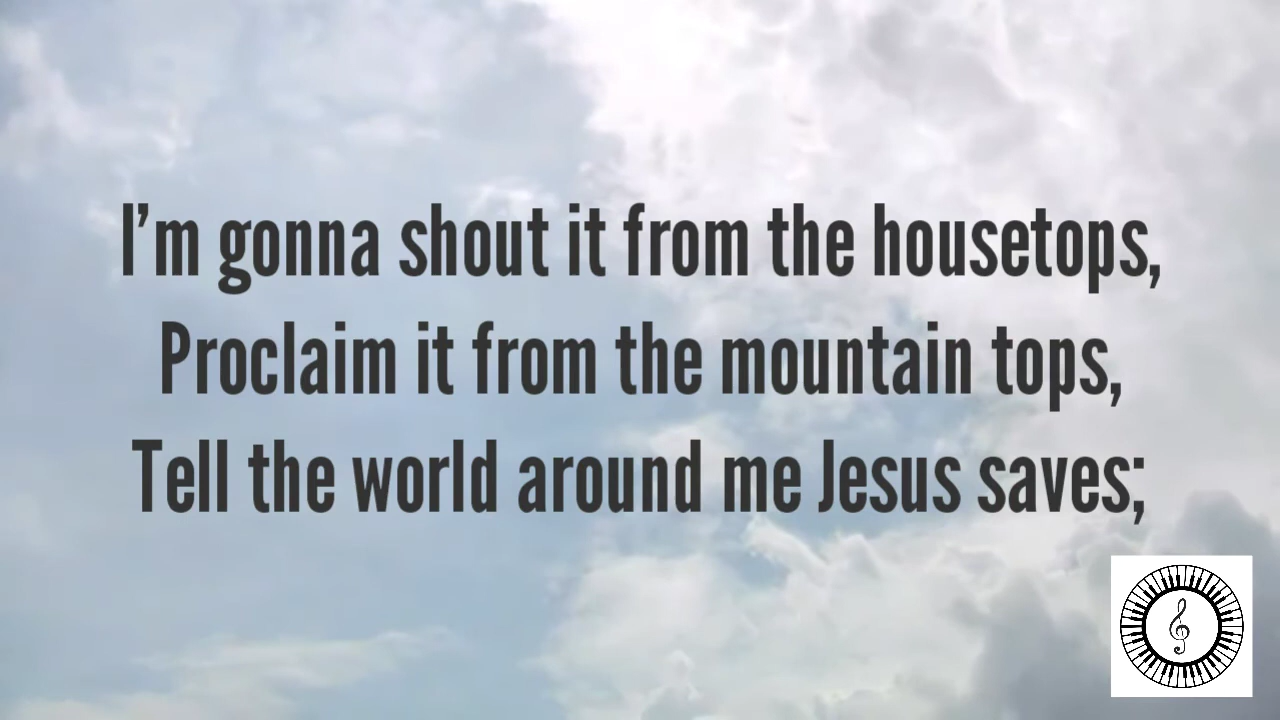 I’m gonna shout it from the housetops,
Proclaim it from the mountain tops,
Tell the world around me Jesus saves;